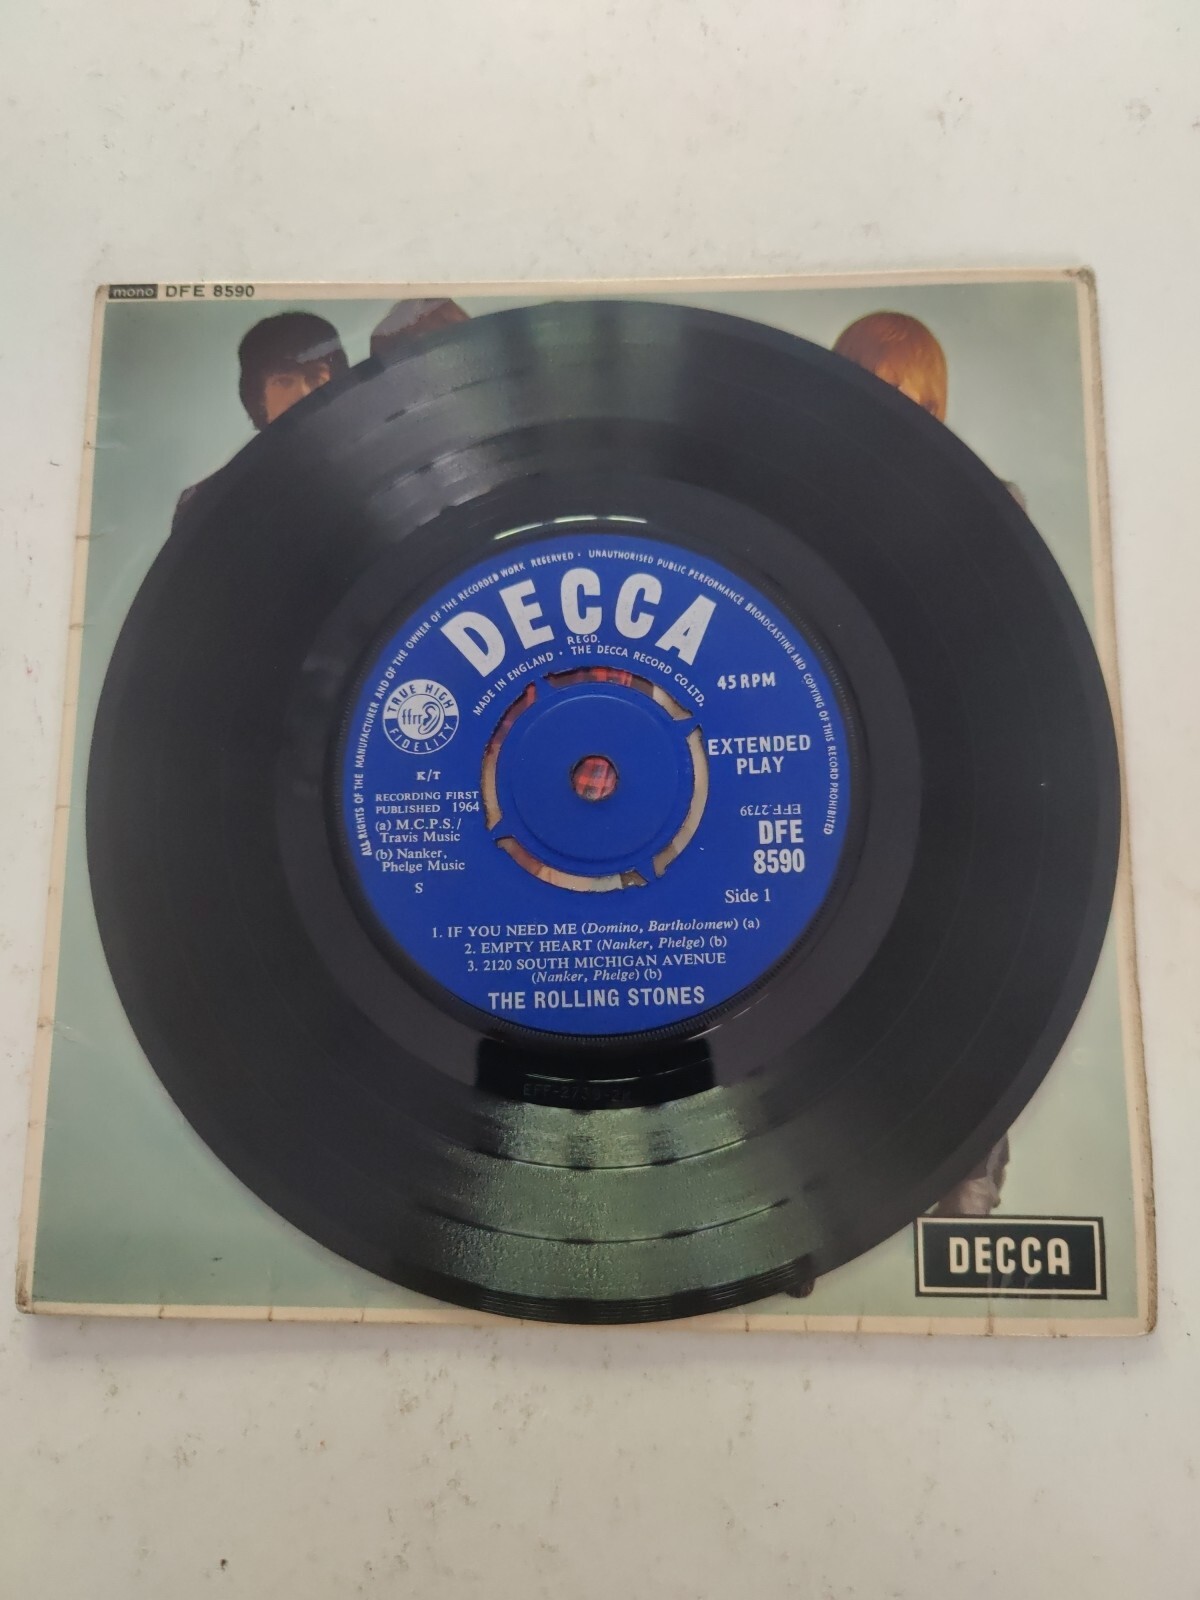 mono DFE 8590
ALL RIGHTS OF THE MANUFACTURER AND OF THE OWNER OF THE RECORDED WORK RESERVED · UNAUTHORISED PUBLIC PERFORMANCE BROADCASTING AND COPYING OF THIS RECORD PROHIBITED
DECCA
REGD.
MADE IN ENGLAND · THE DECCA RECORD CO. LTD.
TRUE HIGH
ffrr
FIDELITY
45 RPM
EXTENDED
PLAY
K/T
RECORDING FIRST
PUBLISHED 1964
(a) M.C.P.S./
Travis Music
(b) Nanker,
Phelge Music
S
EFF.2739
DFE
8590
Side 1
1. IF YOU NEED ME (Domino, Bartholomew) (a)
2. EMPTY HEART (Nanker, Phelge) (b)
3. 2120 SOUTH MICHIGAN AVENUE
(Nanker, Phelge) (b)
THE ROLLING STONES
DECCA